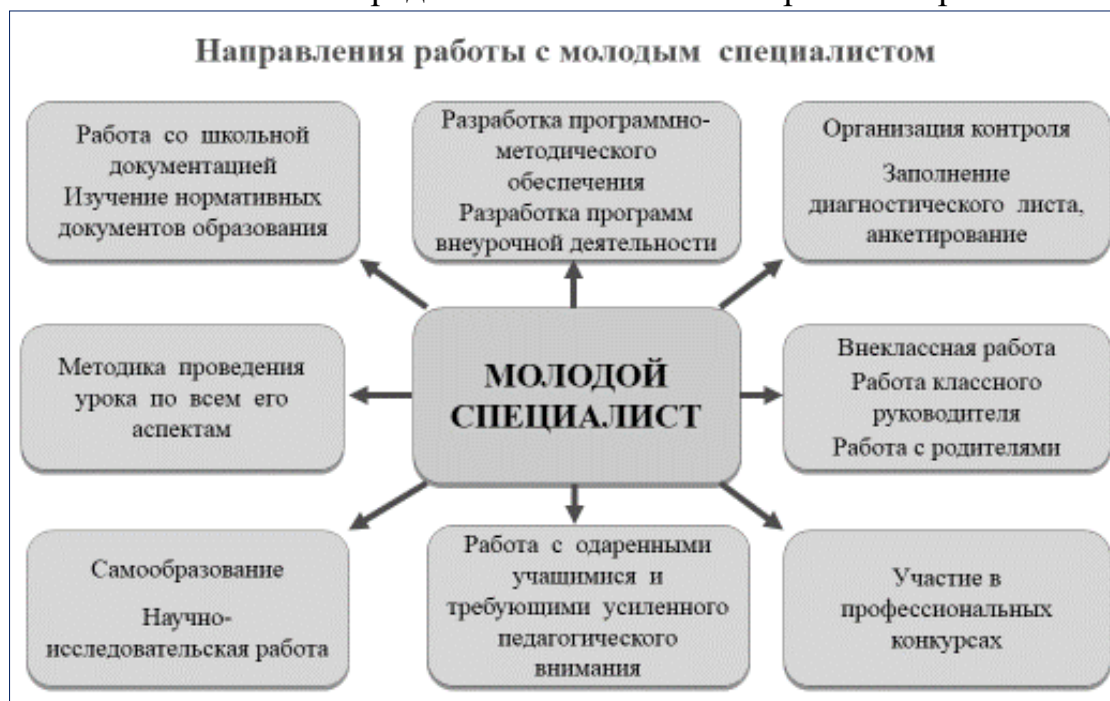 Направления работы с молодым специалистом
Работа со школьной
документацией
Изучение нормативных
документов образования
Разработка программно-
методического
обеспечения
Разработка программ
внеурочной деятельности
Организация контроля
Заполнение
диагностического листа,
анкетирование
Методика проведения
урока по всем его
аспектам
МОЛОДОЙ
СПЕЦИАЛИСТ
Внеклассная работа
Работа классного
руководителя
Работа с родителями
Самообразование
Научно-
исследовательская работа
Работа с одаренными
учащимися и
требующими усиленного
педагогического
внимания
Участие в
профессиональных
конкурсах